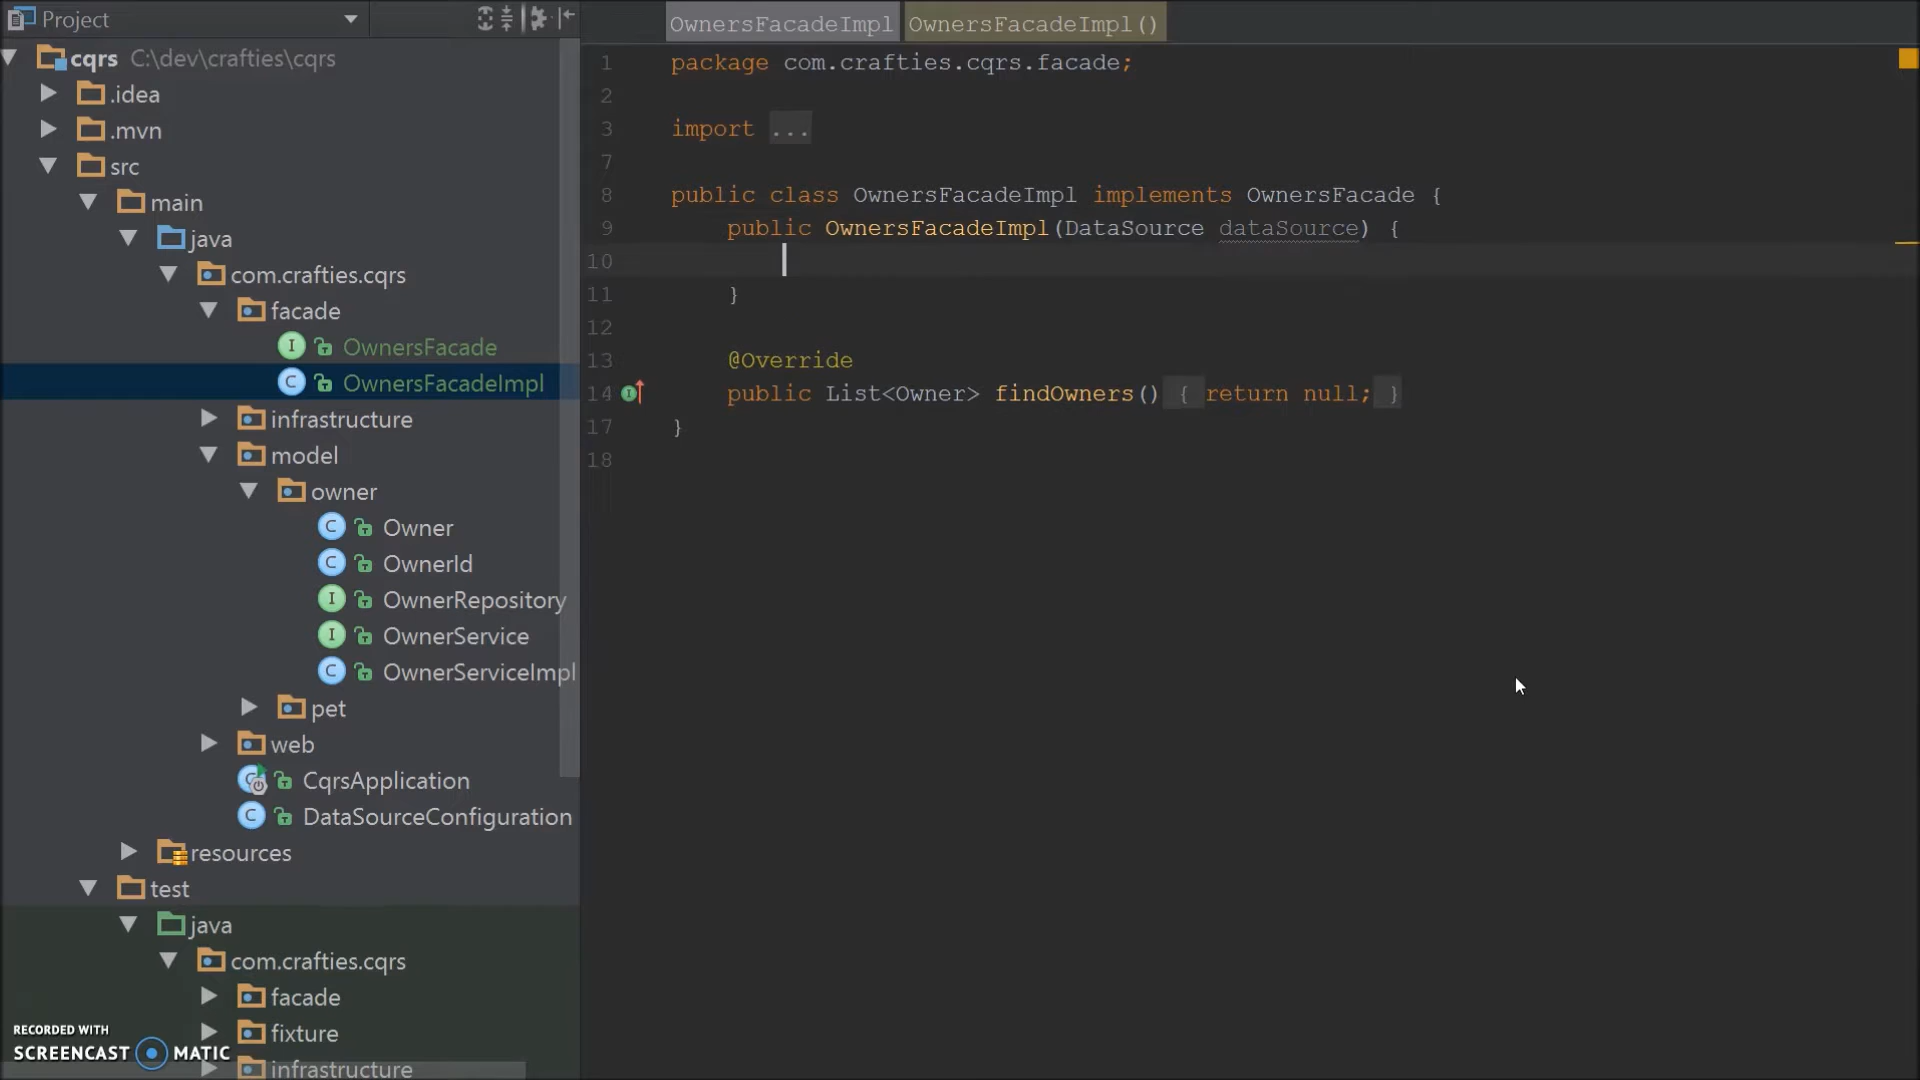 Project
cqrs C:\dev\crafties\cqrs
.idea
.mvn
src
main
java
com.crafties.cqrs
facade
I OwnersFacade
C OwnersFacadeImpl
infrastructure
model
owner
C Owner
C OwnerId
I OwnerRepository
I OwnerService
C OwnerServiceImpl
pet
web
C CqrsApplication
C DataSourceConfiguration
resources
test
java
com.crafties.cqrs
facade
fixture
infrastructure
RECORDED WITH
SCREENCAST MATIC
OwnersFacadeImpl OwnersFacadeImpl()
1 package com.crafties.cqrs.facade;
2
3 import ...
7
8 public class OwnersFacadeImpl implements OwnersFacade {
9 public OwnersFacadeImpl(DataSource dataSource) {
10
11 }
12
13 @Override
14 public List<Owner> findOwners() { return null; }
17 }
18